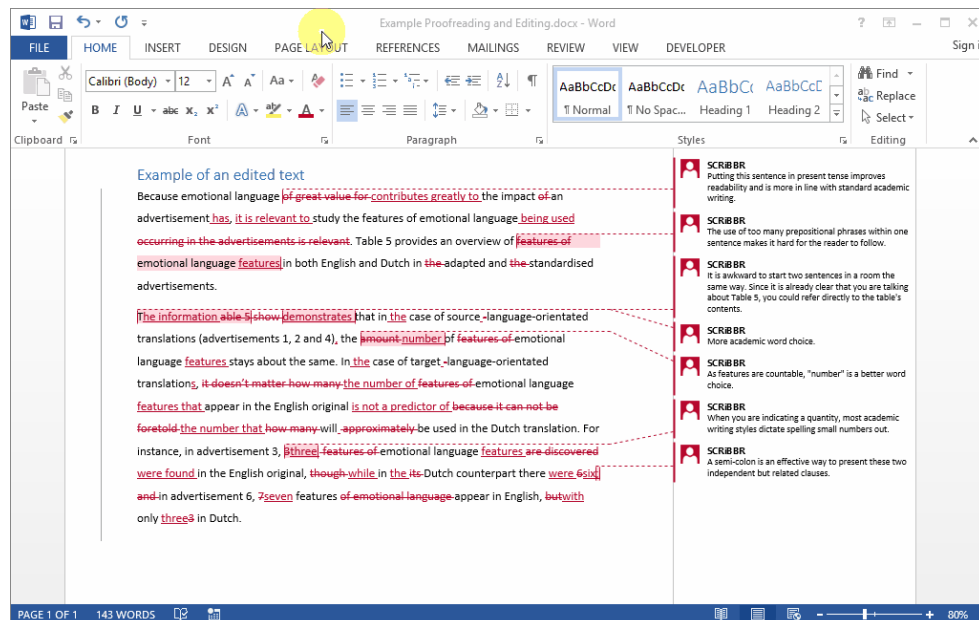 Example Proofreading and Editing.docx - Word
FILE HOME INSERT DESIGN PAGE LAYOUT REFERENCES MAILINGS REVIEW VIEW DEVELOPER Sign i
Calibri (Body) 12 Aa
Paste
B I U abc x₂ x² A A
AaBbCcDc AaBbCcDc AaBbCc AaBbCcC
¶ Normal ¶ No Spac... Heading 1 Heading 2
Find
Replace
Select
Clipboard Font Paragraph Styles Editing
Example of an edited text
Because emotional language of great value for contributes greatly to the impact of an
advertisement has, it is relevant to study the features of emotional language being used
occurring in the advertisements is relevant. Table 5 provides an overview of features of
emotional language features in both English and Dutch in the adapted and the standardised
advertisements.
The information able 5 show demonstrates that in the case of source -language-orientated
translations (advertisements 1, 2 and 4), the amount number of features of emotional
language features stays about the same. In the case of target -language-orientated
translations, it doesn't matter how many the number of features of emotional language
features that appear in the English original is not a predictor of because it can not be
foretold the number that how many will approximately be used in the Dutch translation. For
instance, in advertisement 3, 3three features of emotional language features are discovered
were found in the English original, though while in the its Dutch counterpart there were 6six;
and in advertisement 6, 7seven features of emotional language appear in English, butwith
only three3 in Dutch.
SCRiBBR
Putting this sentence in present tense improves
readability and is more in line with standard academic
writing.
SCRiBBR
The use of too many prepositional phrases within one
sentence makes it hard for the reader to follow.
SCRiBBR
It is awkward to start two sentences in a room the
same way. Since it is already clear that you are talking
about Table 5, you could refer directly to the table's
contents.
SCRiBBR
More academic word choice.
SCRiBBR
As features are countable, "number" is a better word
choice.
SCRiBBR
When you are indicating a quantity, most academic
writing styles dictate spelling small numbers out.
SCRiBBR
A semi-colon is an effective way to present these two
independent but related clauses.
PAGE 1 OF 1 143 WORDS 80%